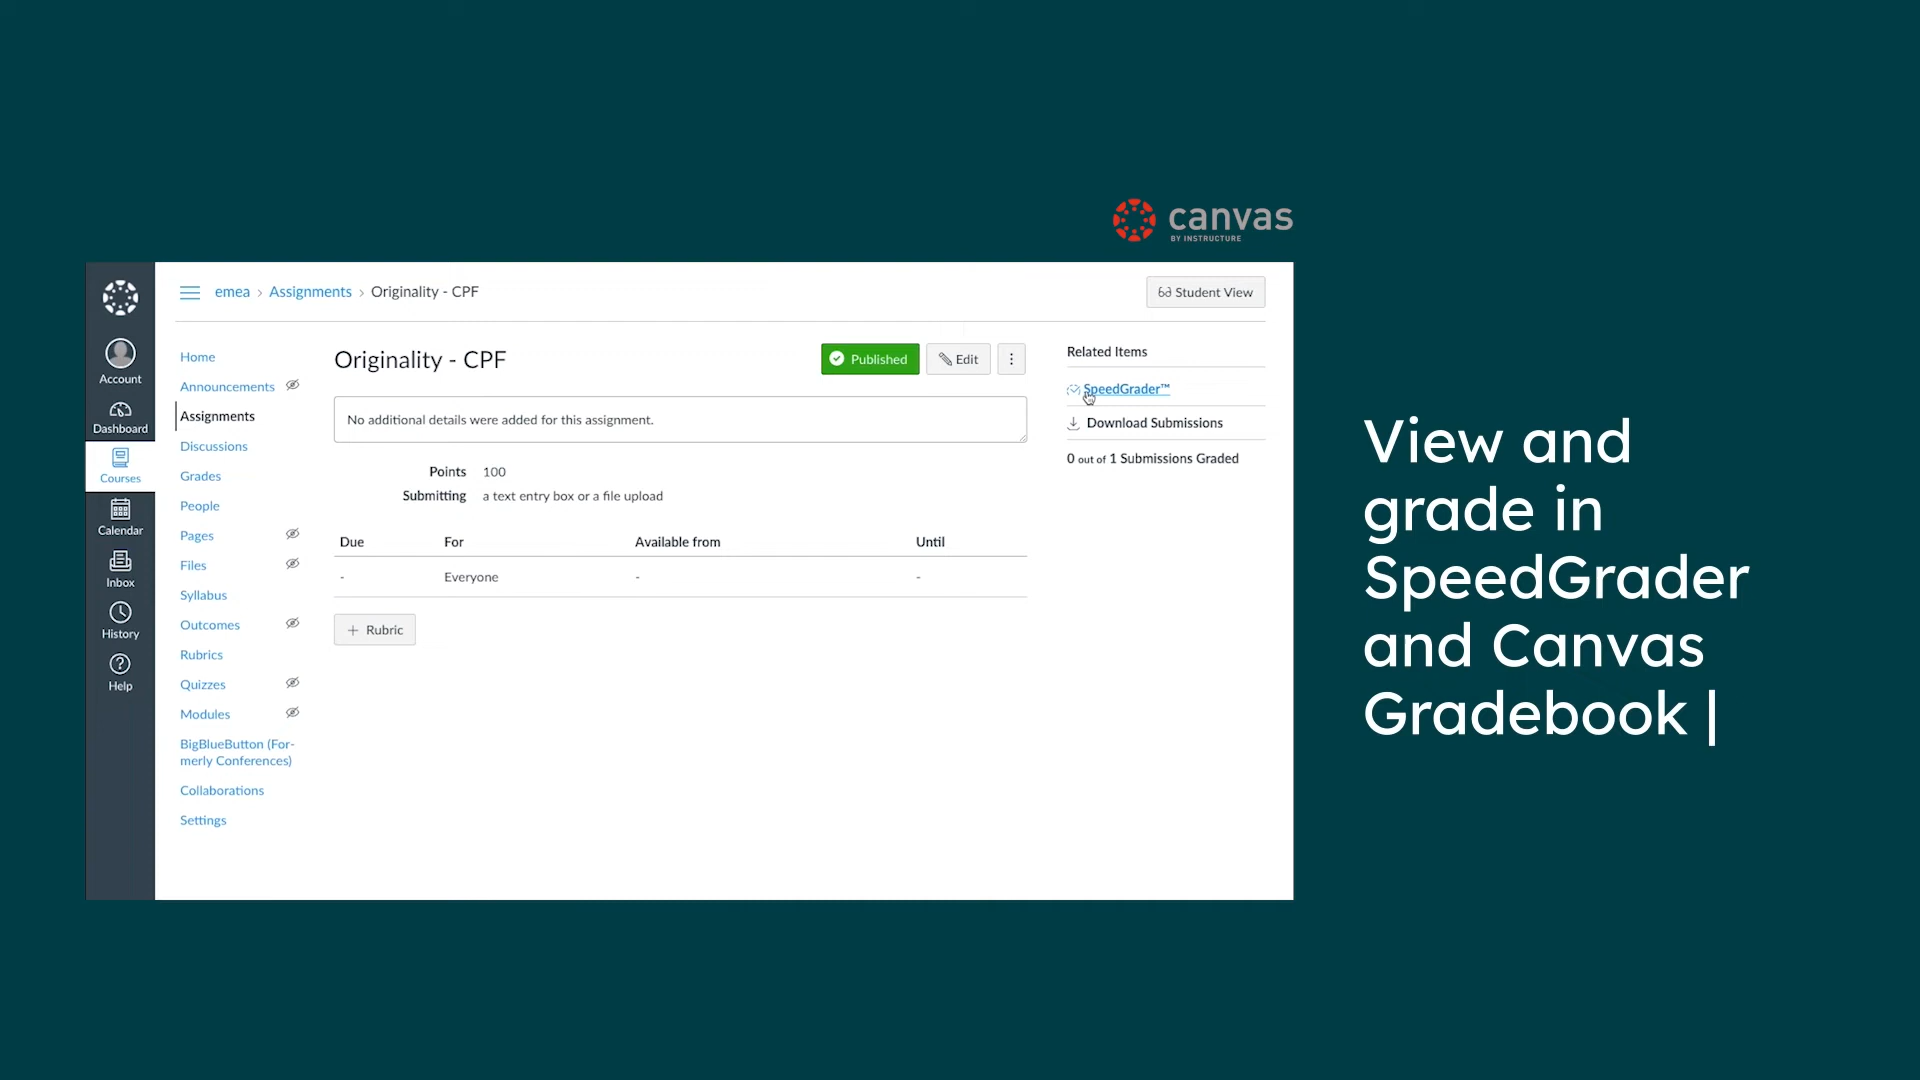 canvas
BY INSTRUCTURE
emea › Assignments › Originality - CPF
Student View
Account
Dashboard
Courses
Calendar
Inbox
History
Help
Home
Announcements
Assignments
Discussions
Grades
People
Pages
Files
Syllabus
Outcomes
Rubrics
Quizzes
Modules
BigBlueButton (For-
merly Conferences)
Collaborations
Settings
Originality - CPF
Published
Edit
No additional details were added for this assignment.
Points 100
Submitting a text entry box or a file upload
Due For Available from Until
- Everyone - -
+ Rubric
Related Items
SpeedGrader™
Download Submissions
0 out of 1 Submissions Graded
View and
grade in
SpeedGrader
and Canvas
Gradebook |